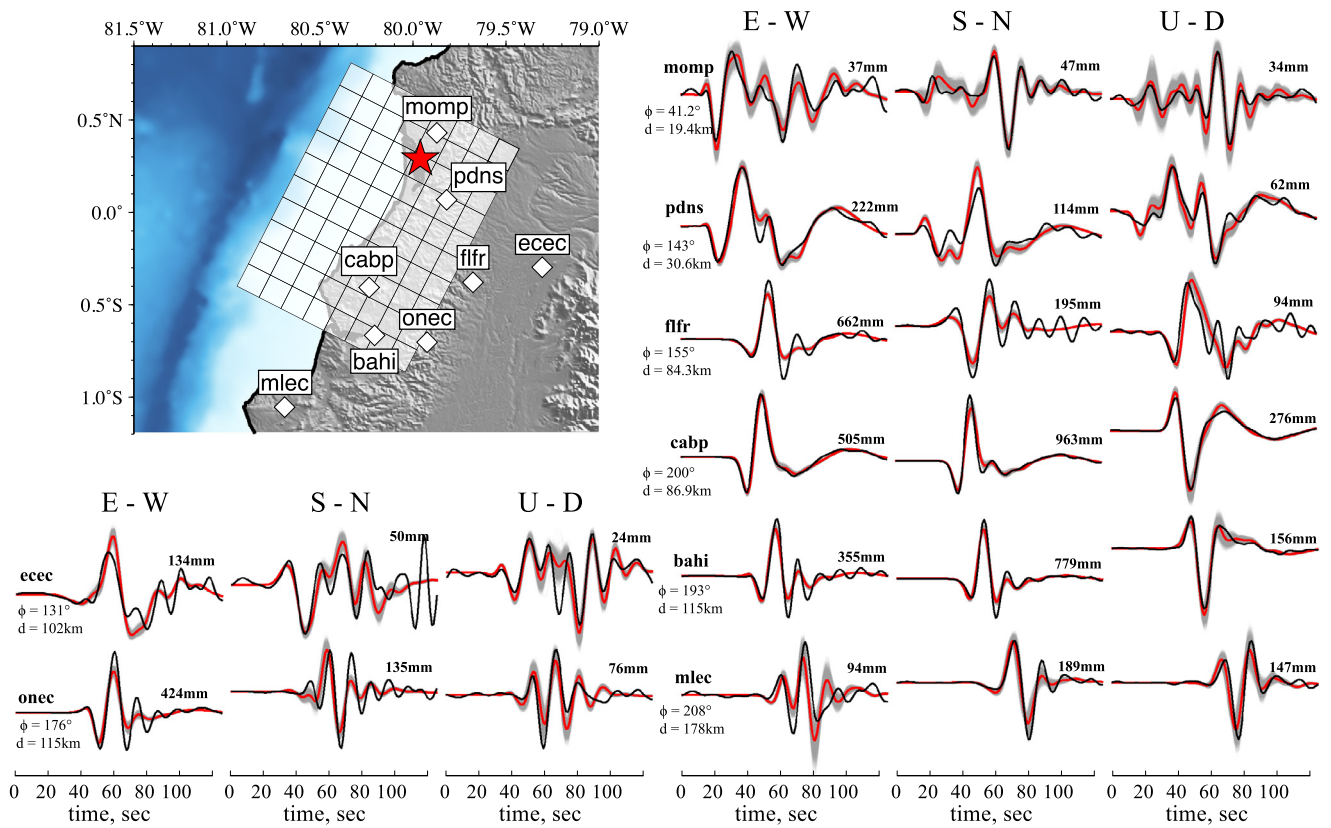 81.5°W 81.0°W 80.5°W 80.0°W 79.5°W 79.0°W
0.5°N
0.0°
0.5°S
1.0°S
momp
pdns
ecec
flfr
cabp
onec
bahi
mlec
E - W S - N U - D
momp 37mm 47mm 34mm
ϕ = 41.2°
d = 19.4km
pdns 222mm 114mm 62mm
ϕ = 143°
d = 30.6km
flfr 662mm 195mm 94mm
ϕ = 155°
d = 84.3km
cabp 505mm 963mm 276mm
ϕ = 200°
d = 86.9km
bahi 355mm 779mm 156mm
ϕ = 193°
d = 115km
mlec 94mm 189mm 147mm
ϕ = 208°
d = 178km
0 20 40 60 80 100 0 20 40 60 80 100 0 20 40 60 80 100
time, sec time, sec time, sec
E - W S - N U - D
ecec 134mm 50mm 24mm
ϕ = 131°
d = 102km
onec 424mm 135mm 76mm
ϕ = 176°
d = 115km
0 20 40 60 80 100 0 20 40 60 80 100 0 20 40 60 80 100
time, sec time, sec time, sec